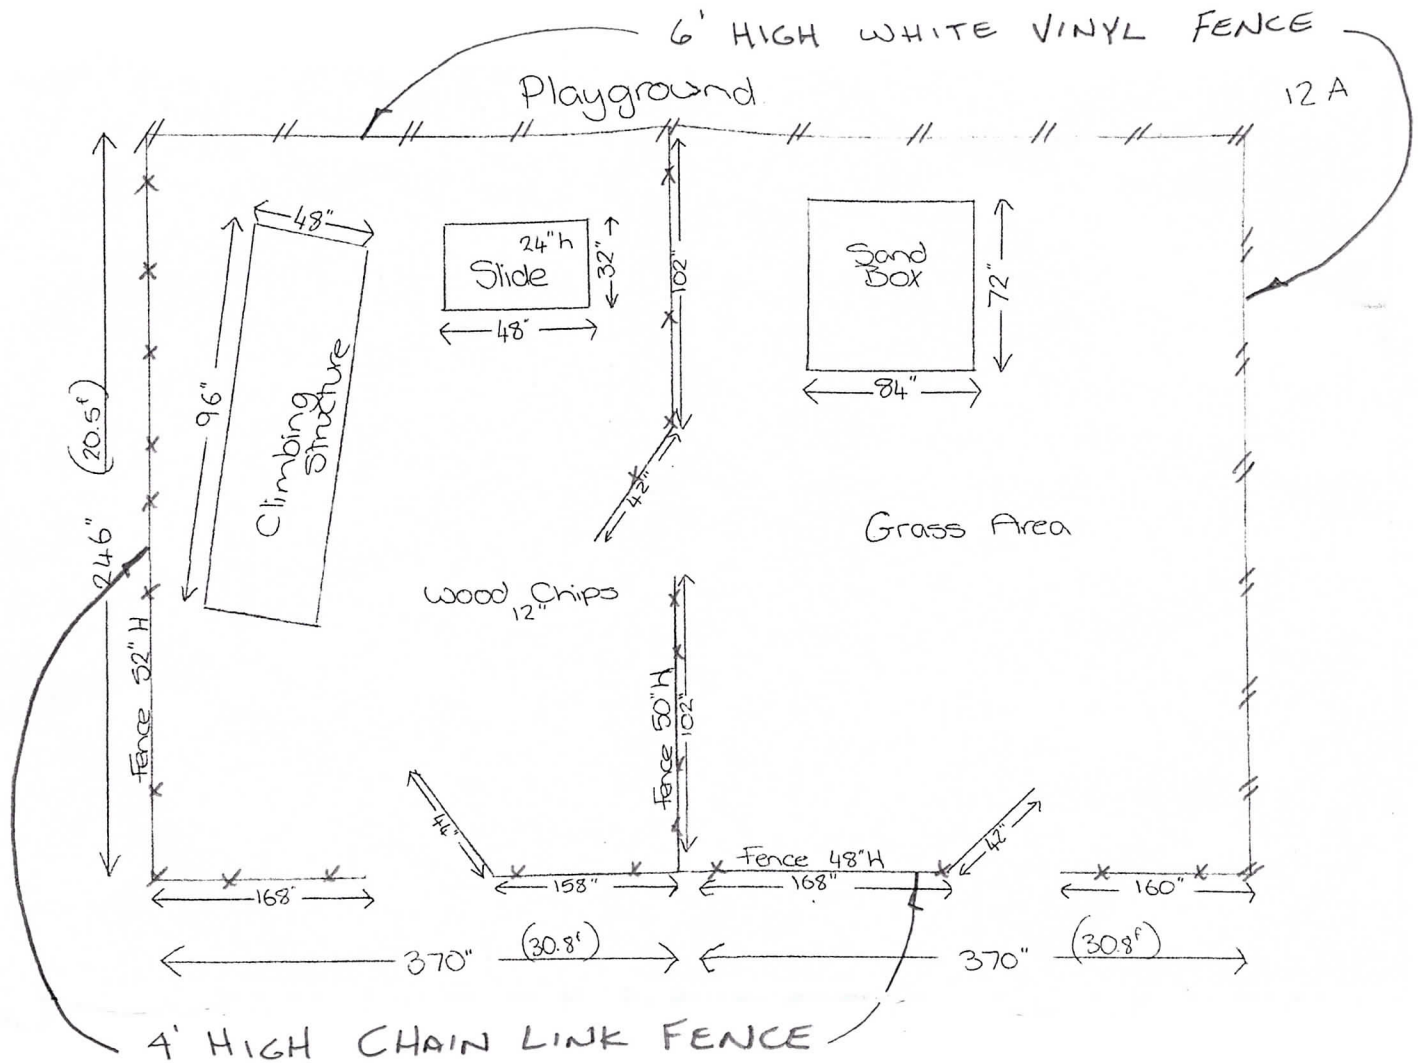 6' HIGH WHITE VINYL FENCE
Playground
12 A
48"
24"h
Slide
32"
48"
102"
Sand
Box
72"
84"
96"
Climbing
Structure
(20.5')
246"
42"
Grass Area
Wood Chips
12"
Fence 52" H
Fence 50"H
102"
44"
42"
Fence 48"H
168"
158"
168"
160"
370"
(30.8')
370"
(30.8')
4' HIGH CHAIN LINK FENCE